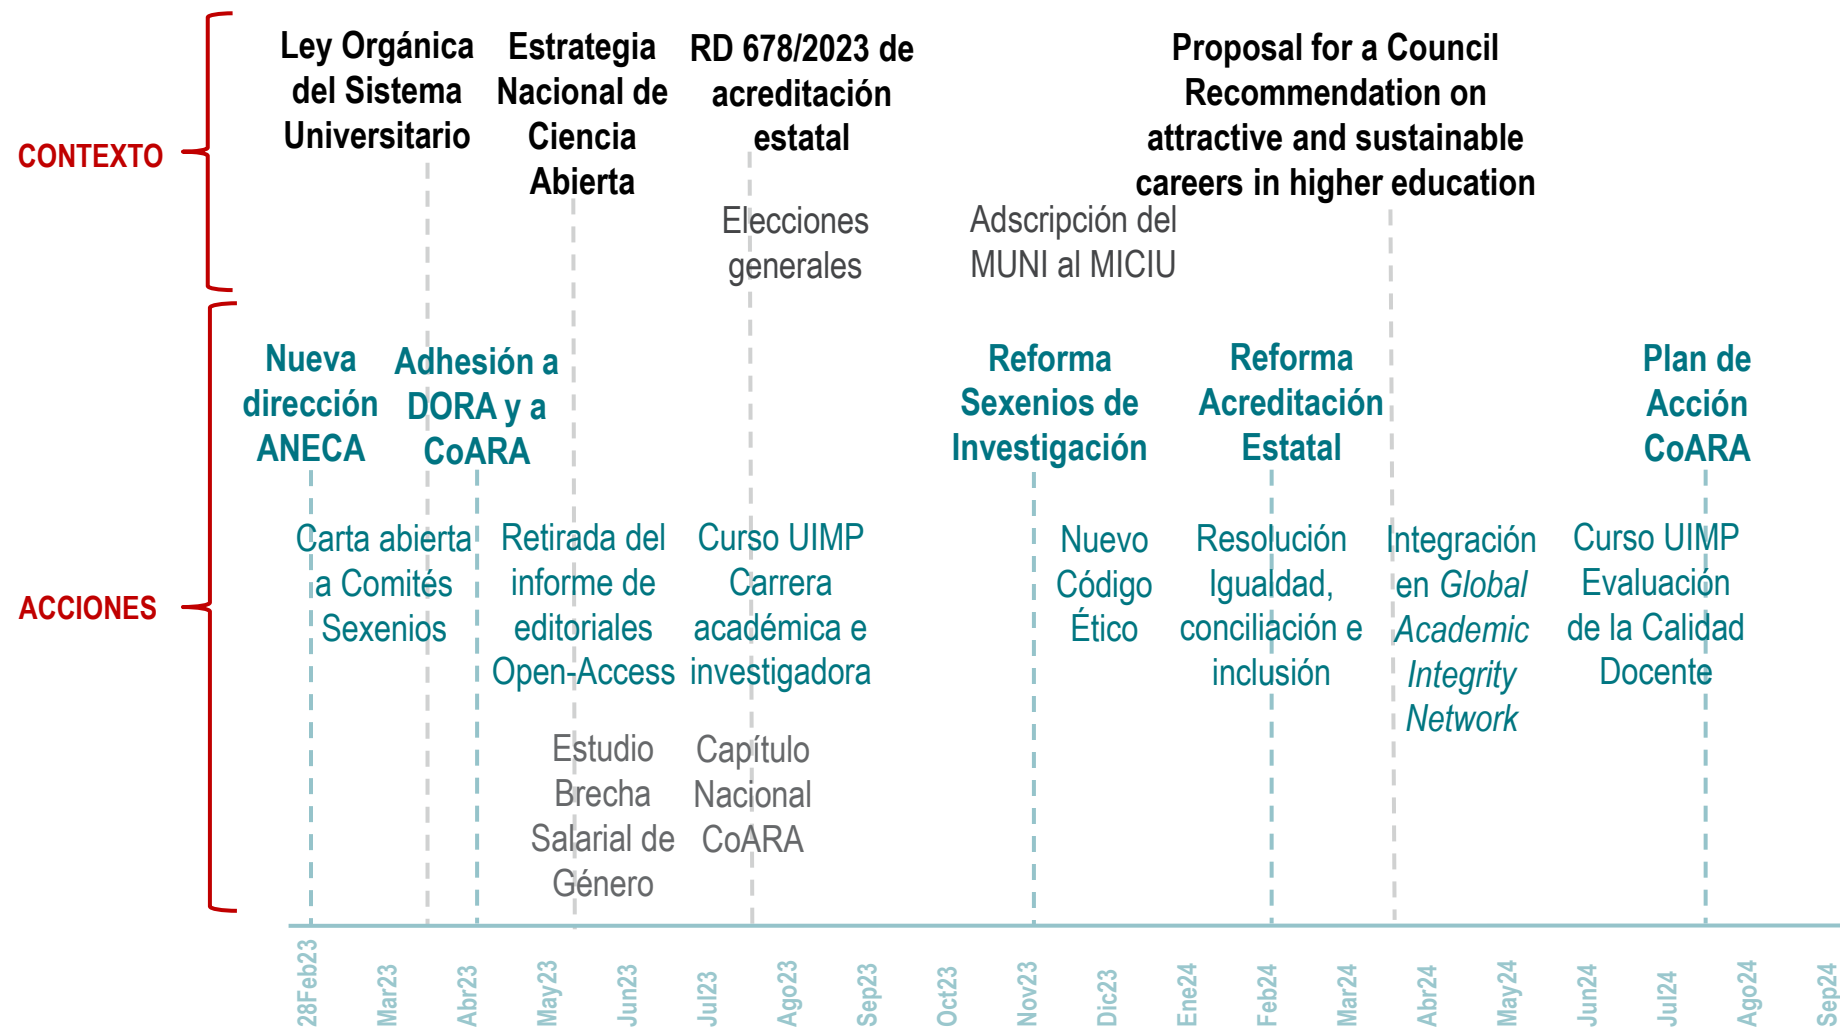 CONTEXTO
Ley Orgánica
del Sistema
Universitario
Estrategia
Nacional de
Ciencia
Abierta
RD 678/2023 de
acreditación
estatal
Elecciones
generales
Adscripción del
MUNI al MICIU
Proposal for a Council
Recommendation on
attractive and sustainable
careers in higher education
ACCIONES
Nueva
dirección
ANECA
Adhesión a
DORA y a
CoARA
Reforma
Sexenios de
Investigación
Reforma
Acreditación
Estatal
Plan de
Acción
CoARA
Carta abierta
a Comités
Sexenios
Retirada del
informe de
editoriales
Open-Access
Curso UIMP
Carrera
académica e
investigadora
Nuevo
Código
Ético
Resolución
Igualdad,
conciliación e
inclusión
Integración
en Global
Academic
Integrity
Network
Curso UIMP
Evaluación
de la Calidad
Docente
Estudio
Brecha
Salarial de
Género
Capítulo
Nacional
CoARA
28Feb23
Mar23
Abr23
May23
Jun23
Jul23
Ago23
Sep23
Oct23
Nov23
Dic23
Ene24
Feb24
Mar24
Abr24
May24
Jun24
Jul24
Ago24
Sep24